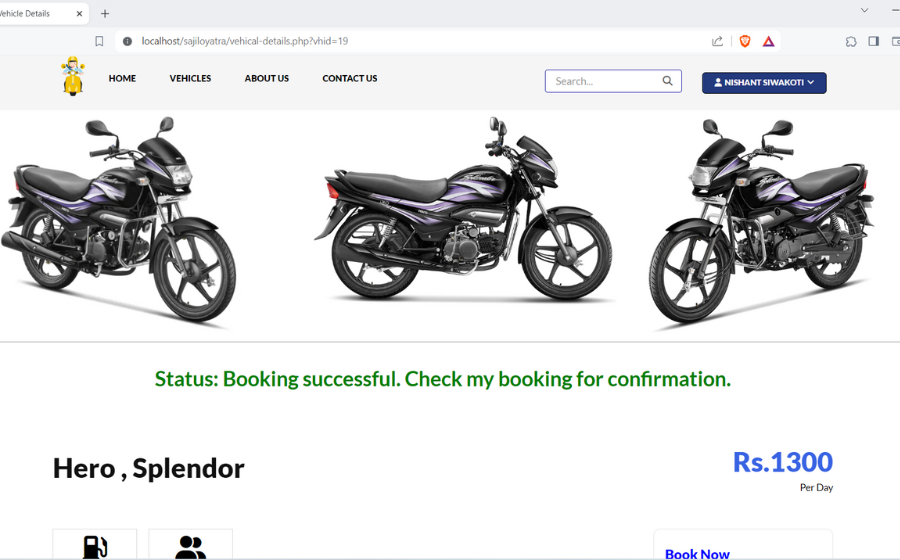 Vehicle Details
localhost/sajiloyatra/vehical-details.php?vhid=19
HOME
VEHICLES
ABOUT US
CONTACT US
Search...
NISHANT SIWAKOTI
Status: Booking successful. Check my booking for confirmation.
Hero , Splendor
Rs.1300
Per Day
Book Now